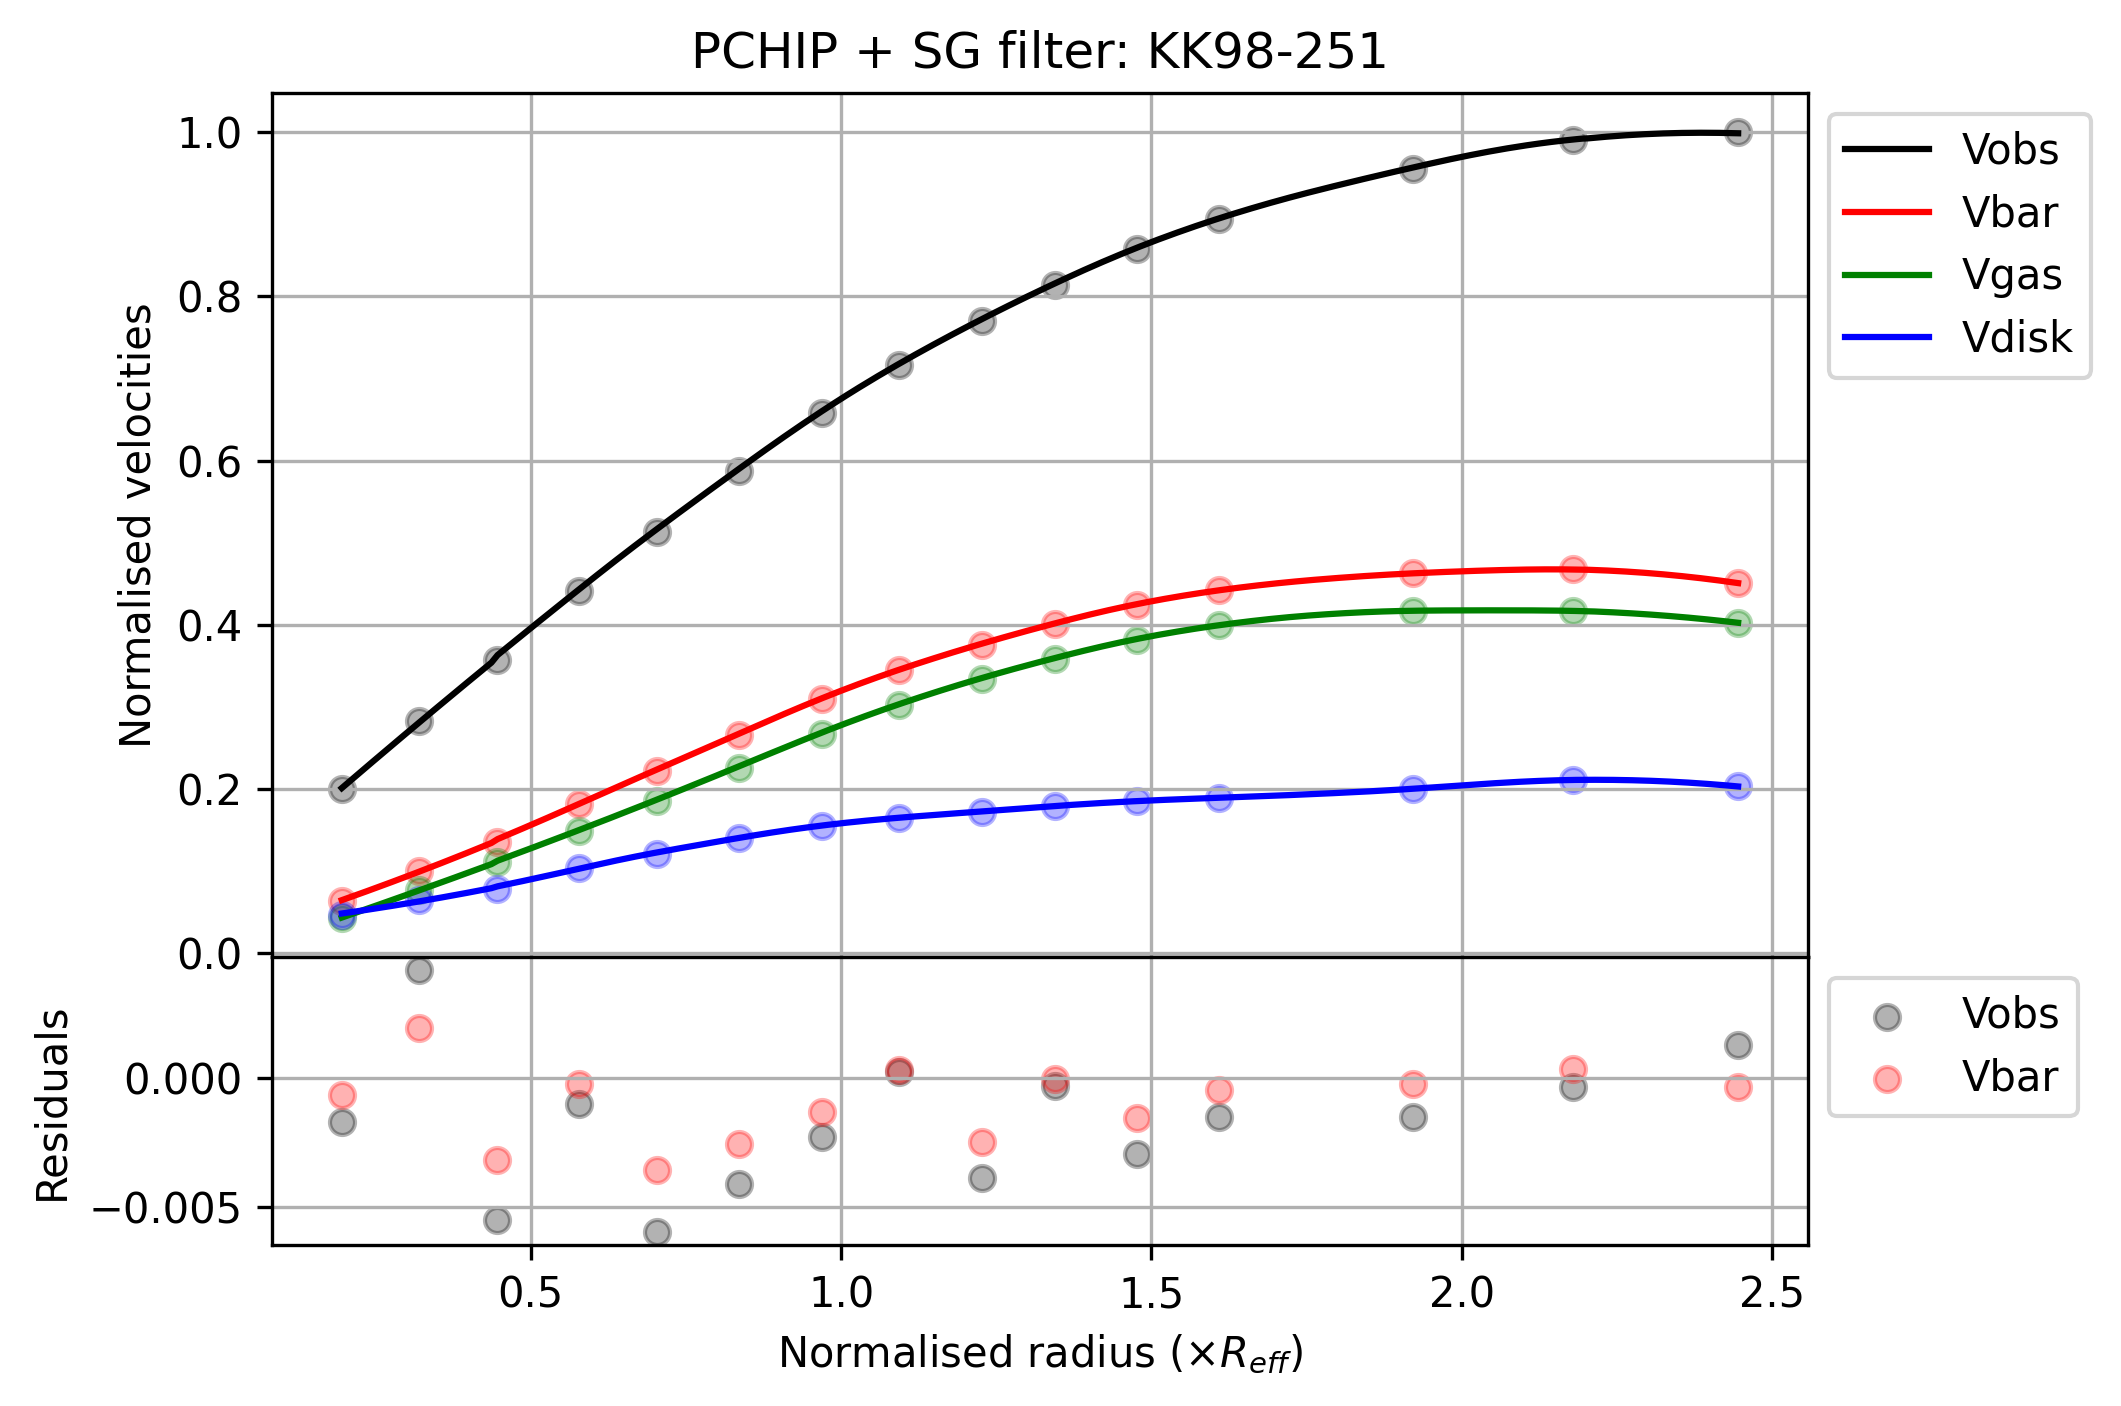 PCHIP + SG filter: KK98-251
Normalised velocities
1.0
0.8
0.6
0.4
0.2
0.0
Vobs
Vbar
Vgas
Vdisk
Residuals
0.000
−0.005
Vobs
Vbar
0.5 1.0 1.5 2.0 2.5
Normalised radius (×R_eff)